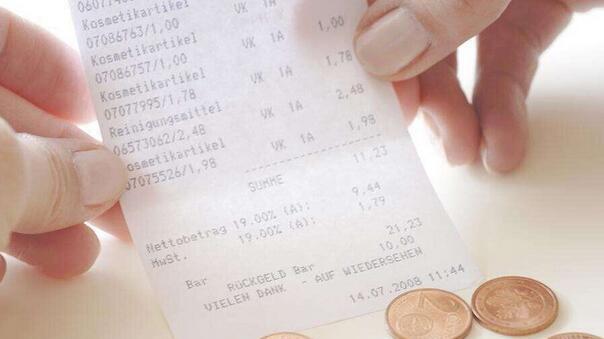 Kosmetikartikel
07086763/1,00 VK 1A
Kosmetikartikel
07086757/1,00 VK 1A 1,00
Kosmetikartikel
07077995/1,78 VK 1A 1,78
Reinigungsmittel
06573062/2,48 VK 1A 2,48
Kosmetikartikel
07075526/1,98 VK 1A 1,98
SUMME 11,23
Nettobetrag 19.00% (A): 9,44
MwSt. 19.00% (A): 1,79
Bar 21,23
RÜCKGELD Bar 10,00
VIELEN DANK - AUF WIEDERSEHEN
14.07.2008 11:44